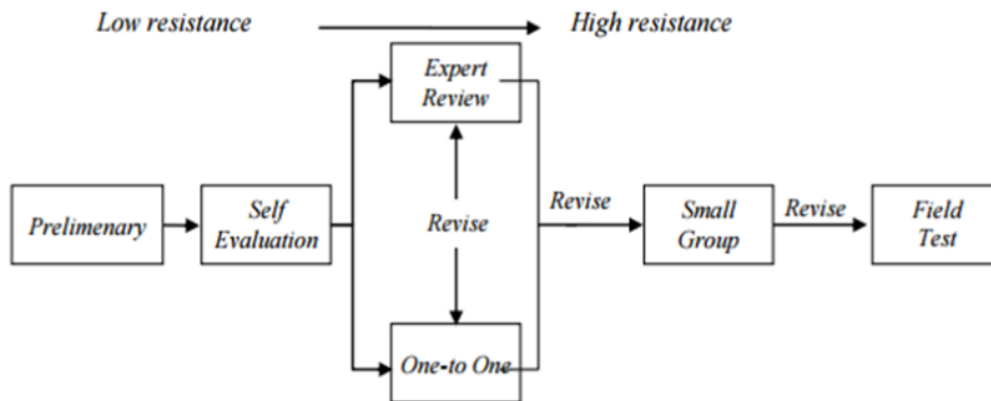 Low resistance
High resistance
Expert
Review
Prelimenary
Self
Evaluation
Revise
Revise
Small
Group
Revise
Field
Test
One-to One